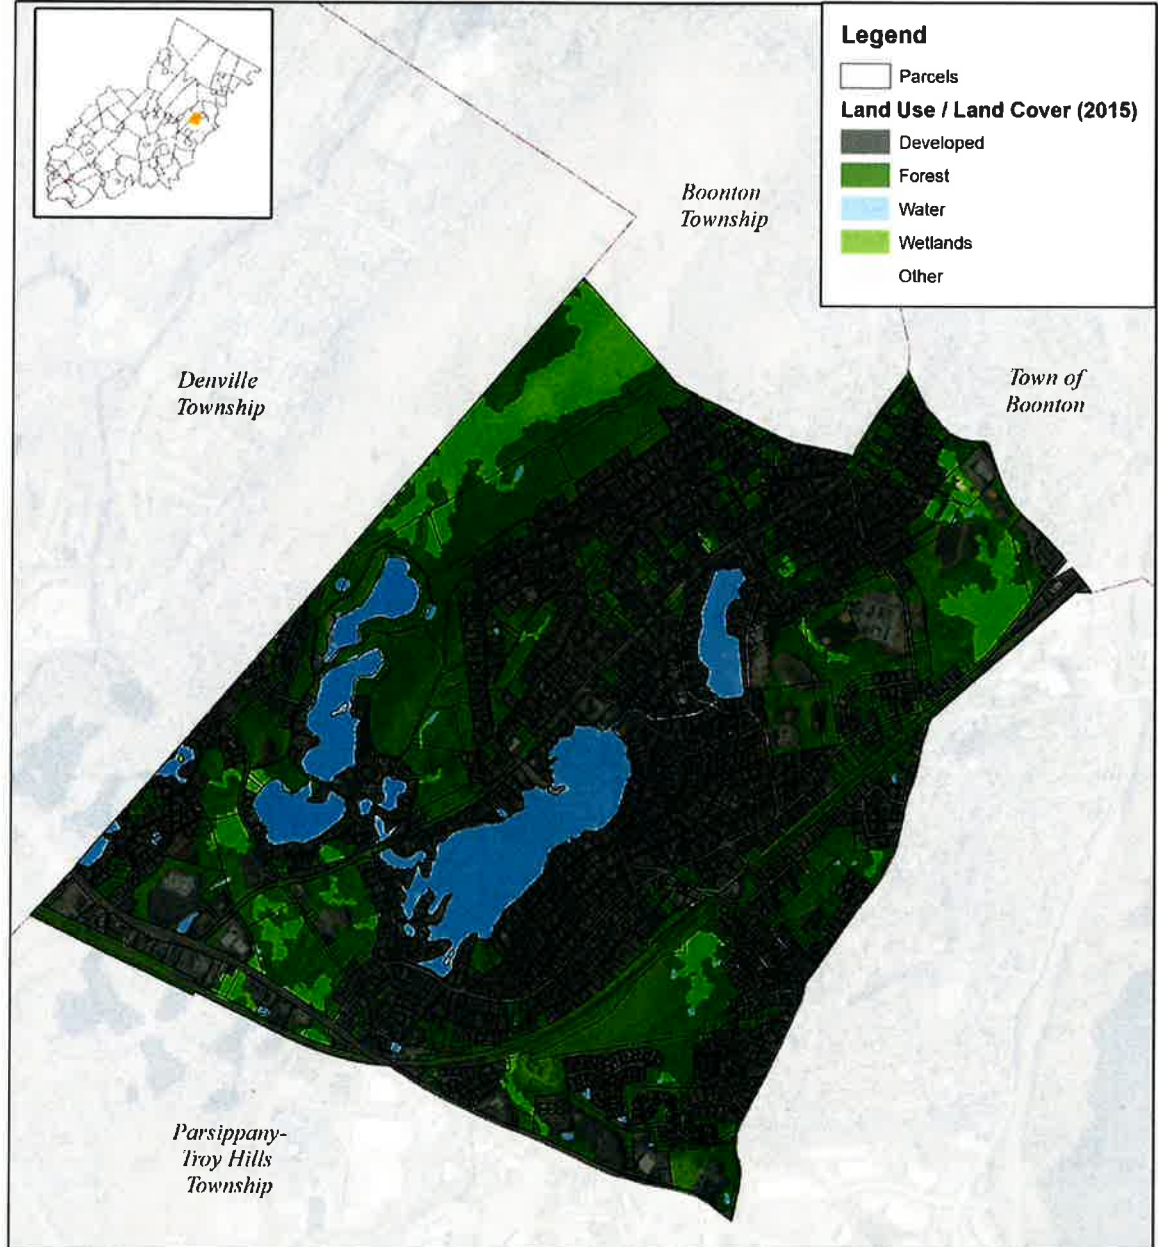 Legend
Parcels
Land Use / Land Cover (2015)
Developed
Forest
Water
Wetlands
Other
Boonton
Township
Denville
Township
Town of
Boonton
Parsippany-
Troy Hills
Township